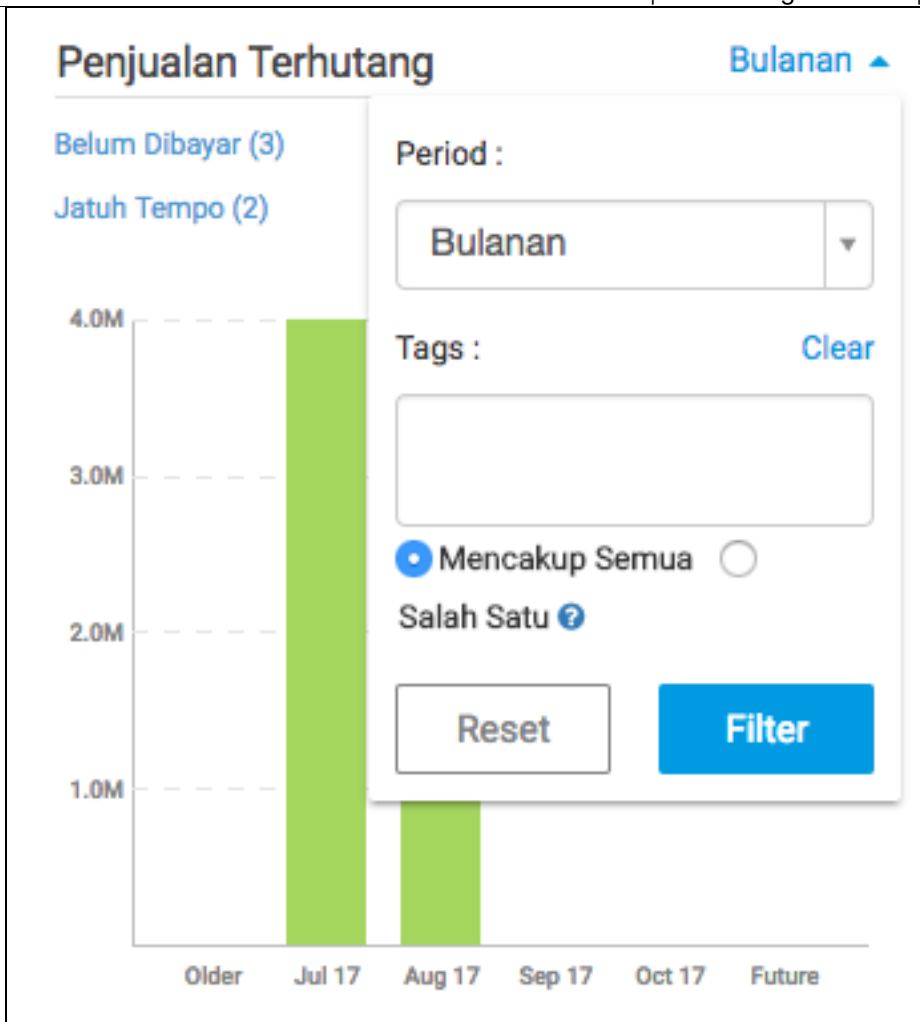 Penjualan Terhutang
Bulanan
Belum Dibayar (3)
Jatuh Tempo (2)
Period :
Bulanan
Tags :
Clear
Mencakup Semua
Salah Satu
Reset
Filter
4.0M
3.0M
2.0M
1.0M
Older Jul 17 Aug 17 Sep 17 Oct 17 Future